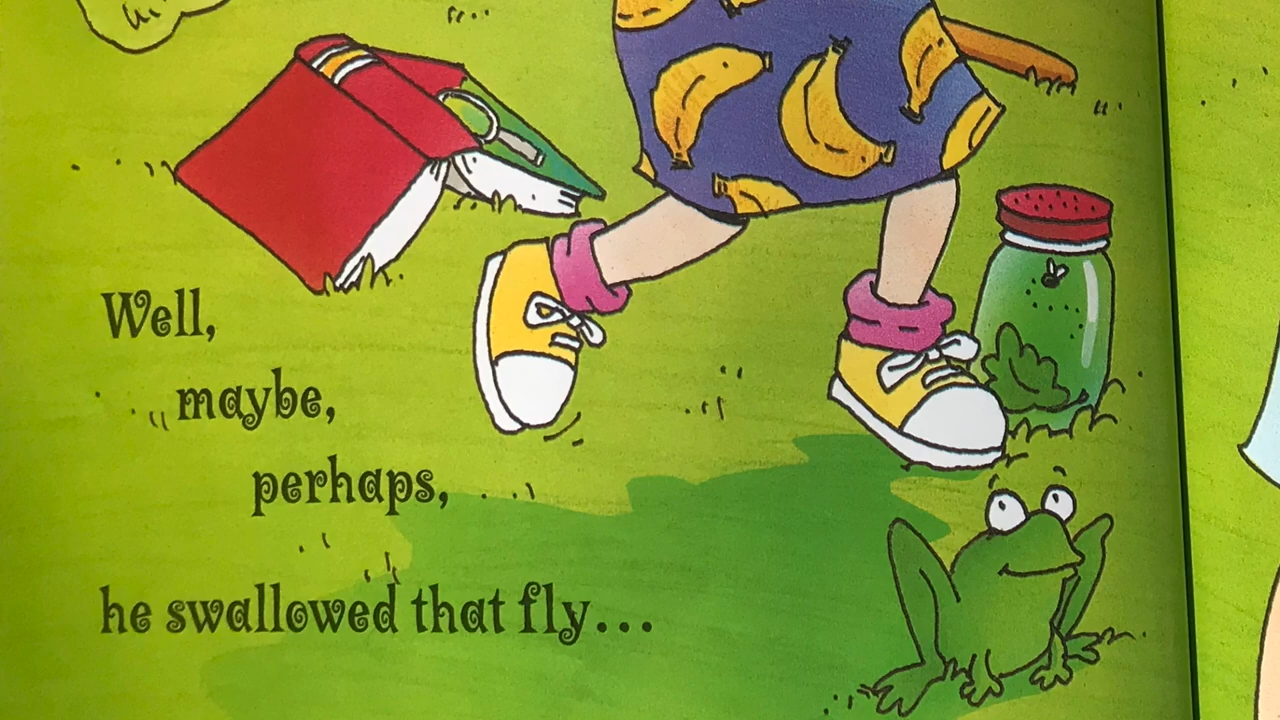 Well,
maybe,
perhaps,
he swallowed that fly...